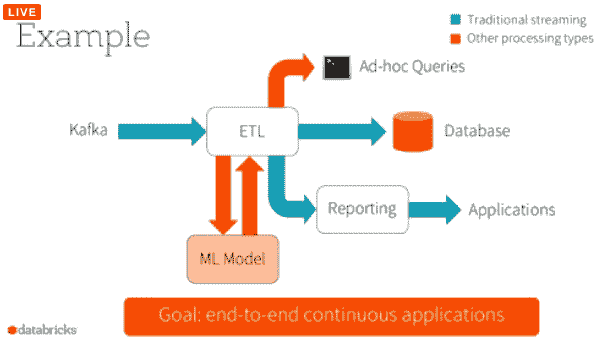 LIVE
Example
Traditional streaming
Other processing types
Ad-hoc Queries
Kafka
ETL
Database
Reporting
Applications
ML Model
Goal: end-to-end continuous applications
databricks